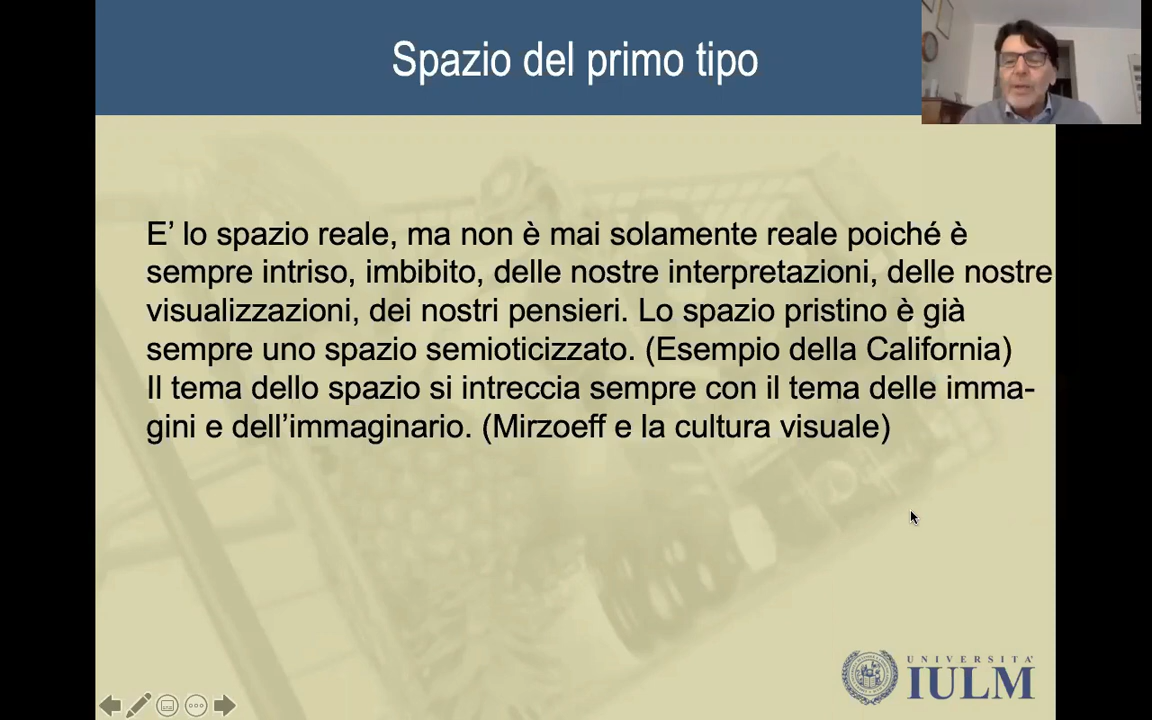 Spazio del primo tipo
E’ lo spazio reale, ma non è mai solamente reale poiché è
sempre intriso, imbibito, delle nostre interpretazioni, delle nostre
visualizzazioni, dei nostri pensieri. Lo spazio pristino è già
sempre uno spazio semioticizzato. (Esempio della California)
Il tema dello spazio si intreccia sempre con il tema delle imma-
gini e dell’immaginario. (Mirzoeff e la cultura visuale)
UNIVERSITA'
IULM